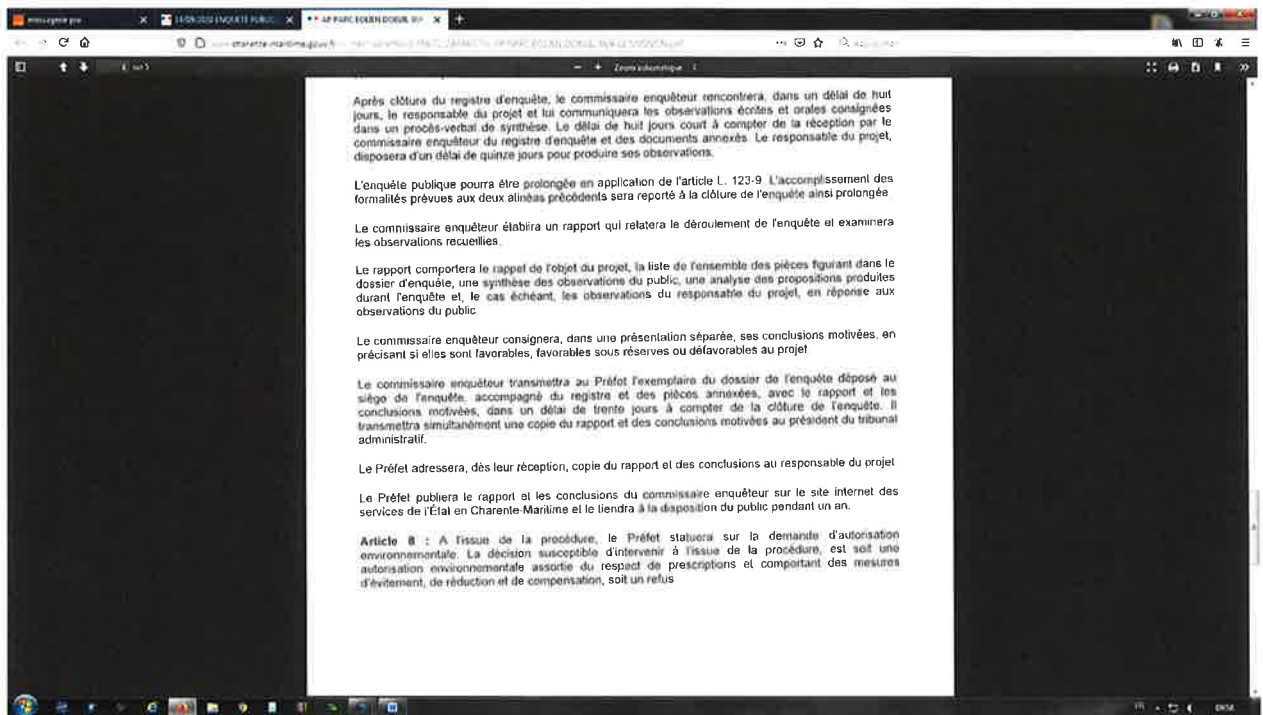 messagerie pro
AP PARC EOLIEN DOEUIL SUR
sur 5
Zoom automatique
Après clôture du registre d'enquête, le commissaire enquêteur rencontrera, dans un délai de huit
jours, le responsable du projet et lui communiquera les observations écrites et orales consignées
dans un procès-verbal de synthèse. Le délai de huit jours court à compter de la réception par le
commissaire enquêteur du registre d'enquête et des documents annexés. Le responsable du projet,
disposera d'un délai de quinze jours pour produire ses observations.
L'enquête publique pourra être prolongée en application de l'article L. 123-9. L'accomplissement des
formalités prévues aux deux alinéas précédents sera reporté à la clôture de l'enquête ainsi prolongée
Le commissaire enquêteur établira un rapport qui relatera le déroulement de l'enquête et examinera
les observations recueillies.
Le rapport comportera le rappel de l'objet du projet, la liste de l'ensemble des pièces figurant dans le
dossier d'enquête, une synthèse des observations du public, une analyse des propositions produites
durant l'enquête et, le cas échéant, les observations du responsable du projet, en réponse aux
observations du public
Le commissaire enquêteur consignera, dans une présentation séparée, ses conclusions motivées, en
précisant si elles sont favorables, favorables sous réserves ou défavorables au projet
Le commissaire enquêteur transmettra au Préfet l'exemplaire du dossier de l'enquête déposé au
siège de l'enquête, accompagné du registre et des pièces annexées, avec le rapport et les
conclusions motivées, dans un délai de trente jours à compter de la clôture de l'enquête. Il
transmettra simultanément une copie du rapport et des conclusions motivées au président du tribunal
administratif.
Le Préfet adressera, dès leur réception, copie du rapport et des conclusions au responsable du projet
Le Préfet publiera le rapport et les conclusions du commissaire enquêteur sur le site internet des
services de l'État en Charente-Maritime et le tiendra à la disposition du public pendant un an.
Article 8 : A l'issue de la procédure, le Préfet statuera sur la demande d'autorisation
environnementale. La décision susceptible d'intervenir à l'issue de la procédure, est soit une
autorisation environnementale assortie du respect de prescriptions et comportant des mesures
d'évitement, de réduction et de compensation, soit un refus